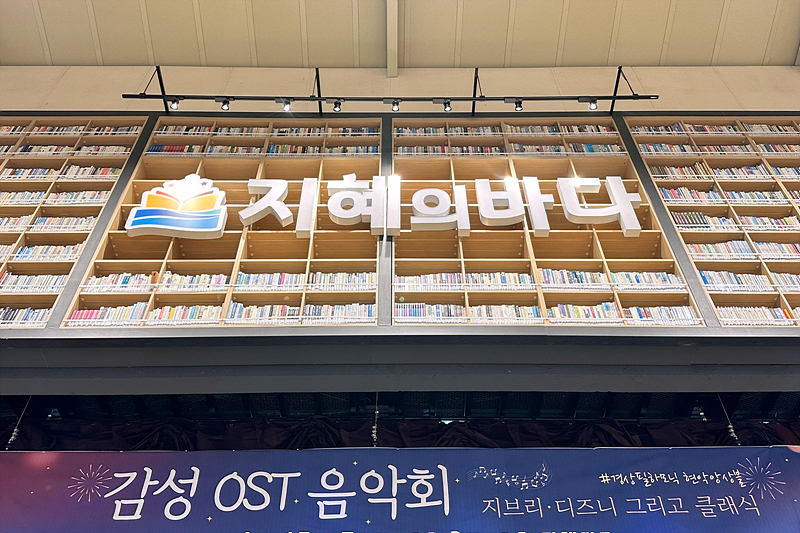 지혜의바다
감성 OST 음악회
#경상필하모닉 현악앙상블
지브리·디즈니 그리고 클래식